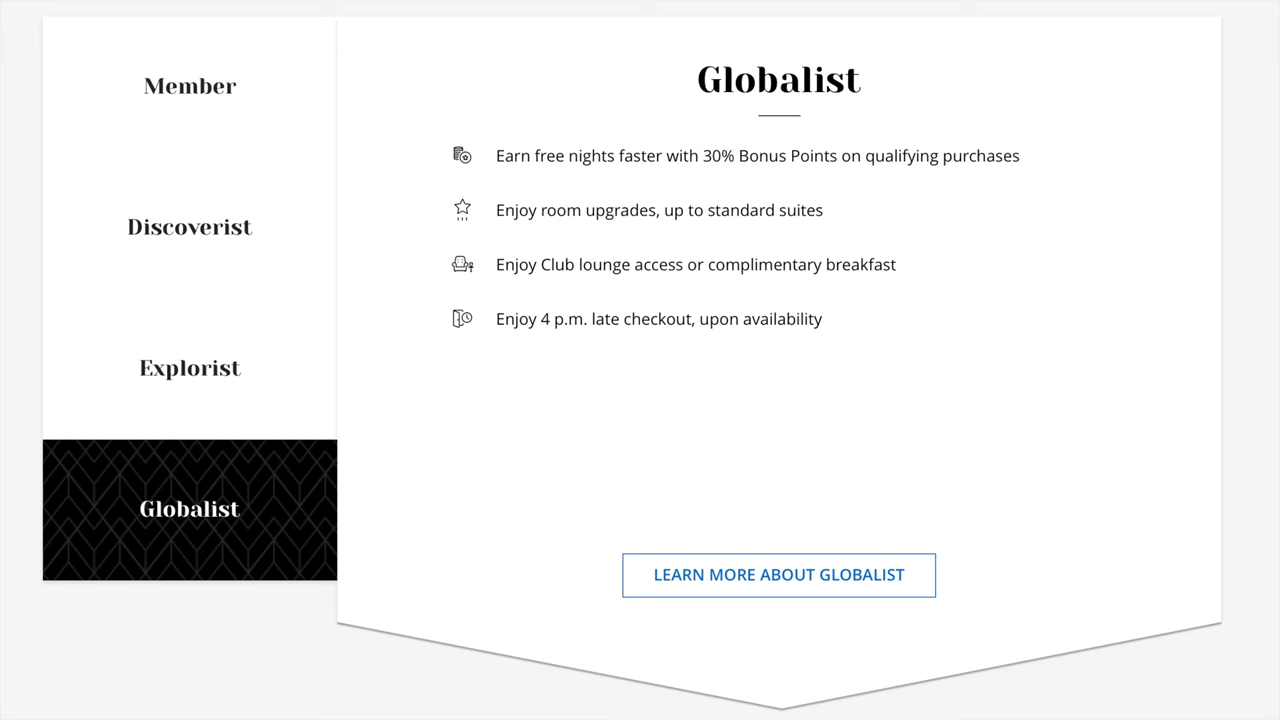 Member
Discoverist
Explorist
Globalist
Globalist
Earn free nights faster with 30% Bonus Points on qualifying purchases
Enjoy room upgrades, up to standard suites
Enjoy Club lounge access or complimentary breakfast
Enjoy 4 p.m. late checkout, upon availability
LEARN MORE ABOUT GLOBALIST